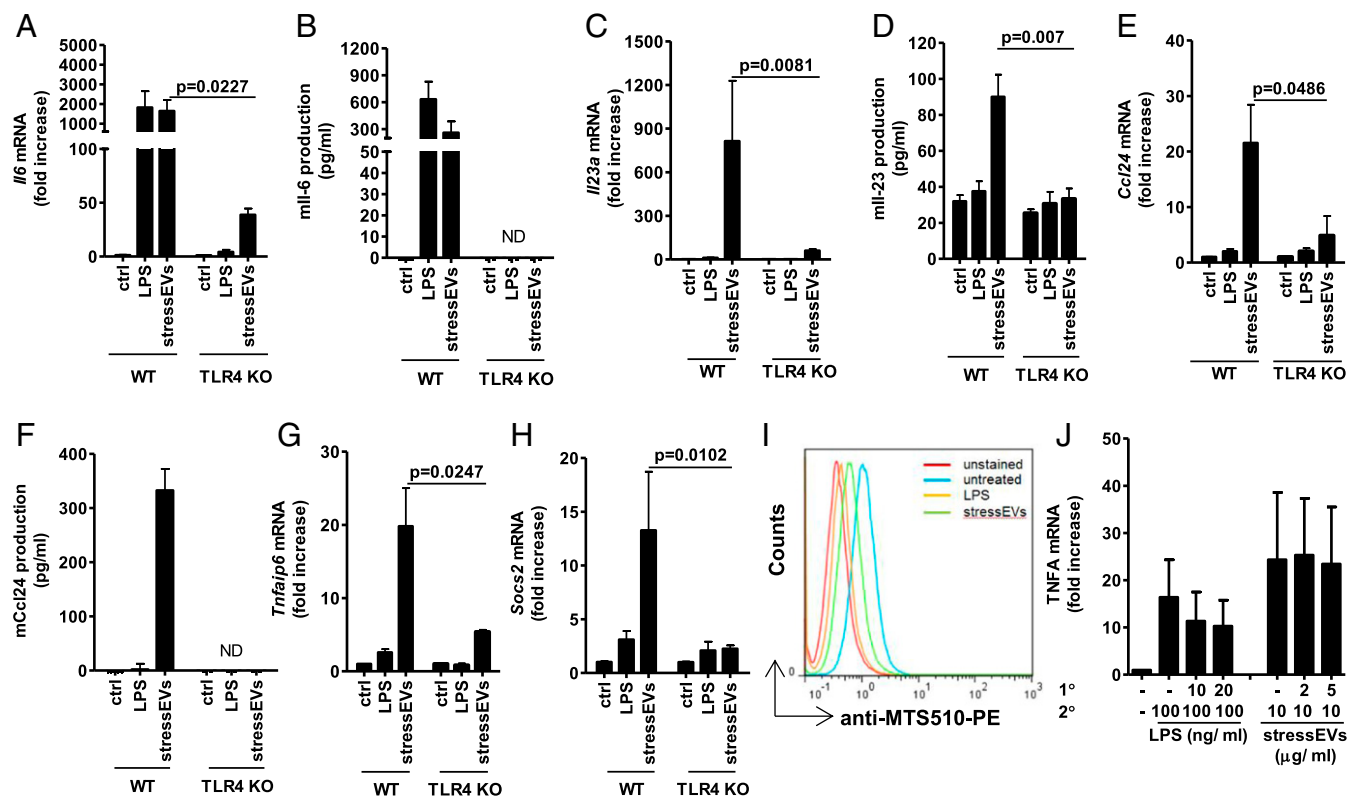 A
Il6 mRNA
(fold increase)
5000
4000
3000
2000
1000
100
50
0
p=0.0227
ctrl
LPS
stressEVs
ctrl
LPS
stressEVs
WT
TLR4 KO
B
mIl-6 production
(pg/ml)
1200
900
600
300
50
40
30
20
10
0
ND
ctrl
LPS
stressEVs
ctrl
LPS
stressEVs
WT
TLR4 KO
C
Il23a mRNA
(fold increase)
1500
1200
900
600
300
0
p=0.0081
ctrl
LPS
stressEVs
ctrl
LPS
stressEVs
WT
TLR4 KO
D
mIl-23 production
(pg/ml)
120
100
80
60
40
20
0
p=0.007
ctrl
LPS
stressEVs
ctrl
LPS
stressEVs
WT
TLR4 KO
E
Ccl24 mRNA
(fold increase)
40
30
20
10
0
p=0.0486
ctrl
LPS
stressEVs
ctrl
LPS
stressEVs
WT
TLR4 KO
F
mCcl24 production
(pg/ml)
400
300
200
100
0
ND
ctrl
LPS
stressEVs
ctrl
LPS
stressEVs
WT
TLR4 KO
G
Tnfaip6 mRNA
(fold increase)
30
20
10
0
p=0.0247
ctrl
LPS
stressEVs
ctrl
LPS
stressEVs
WT
TLR4 KO
H
Socs2 mRNA
(fold increase)
20
15
10
5
0
p=0.0102
ctrl
LPS
stressEVs
ctrl
LPS
stressEVs
WT
TLR4 KO
I
Counts
unstained
untreated
LPS
stressEVs
0
10-1 100 101 102 103
anti-MTS510-PE
J
TNFA mRNA
(fold increase)
50
40
30
20
10
0
1° - - 10 20 - 2 5
2° - 100 100 100 10 10 10
LPS (ng/ ml) stressEVs
(μg/ ml)